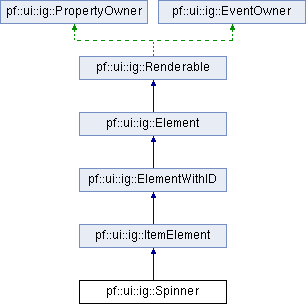 pf::ui::ig::PropertyOwner
pf::ui::ig::EventOwner
pf::ui::ig::Renderable
pf::ui::ig::Element
pf::ui::ig::ElementWithID
pf::ui::ig::ItemElement
pf::ui::ig::Spinner